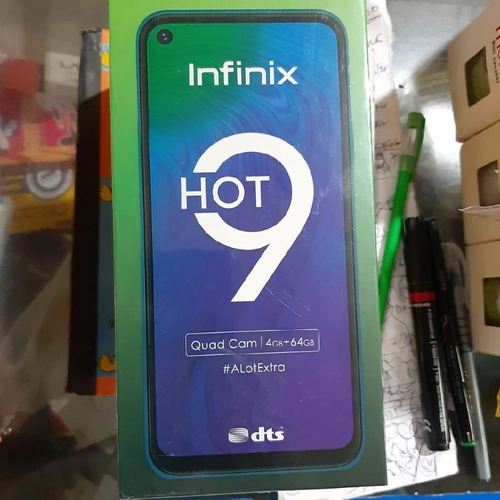 Infinix
HOT 9
Quad Cam | 4GB+64GB
#ALotExtra
dts